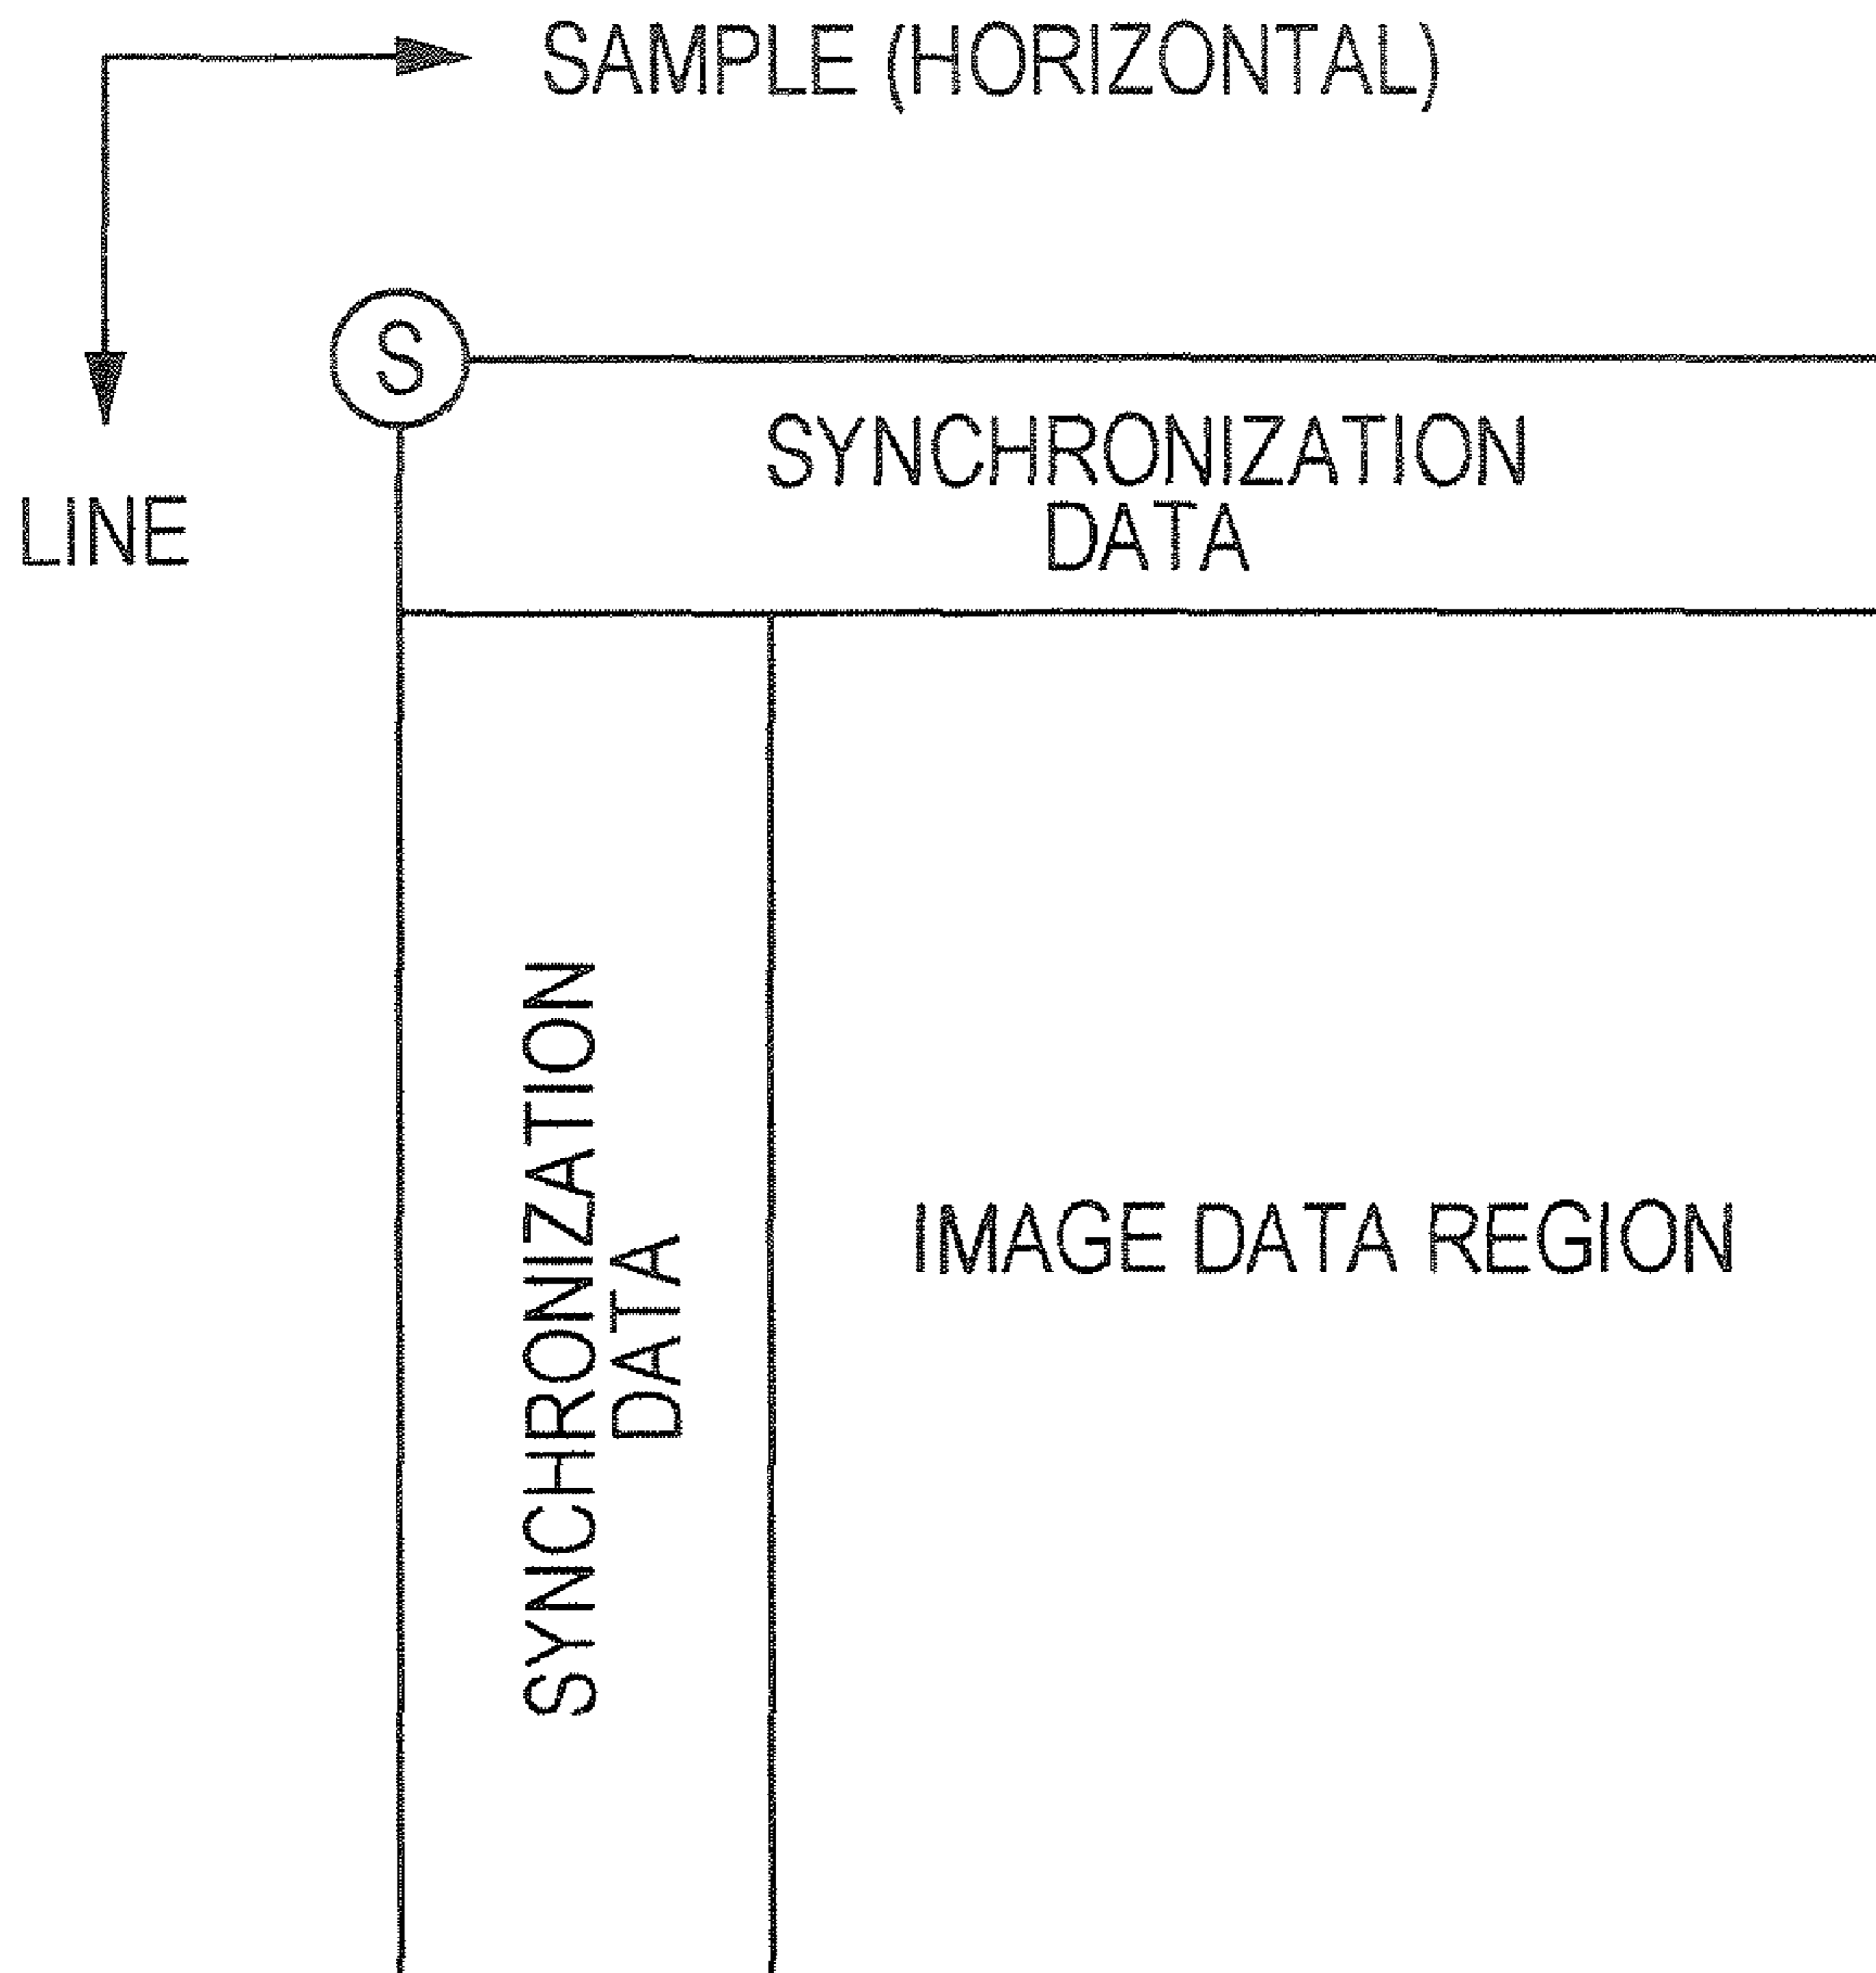 SAMPLE (HORIZONTAL)
S
SYNCHRONIZATION
DATA
LINE
SYNCHRONIZATION
DATA
IMAGE DATA REGION